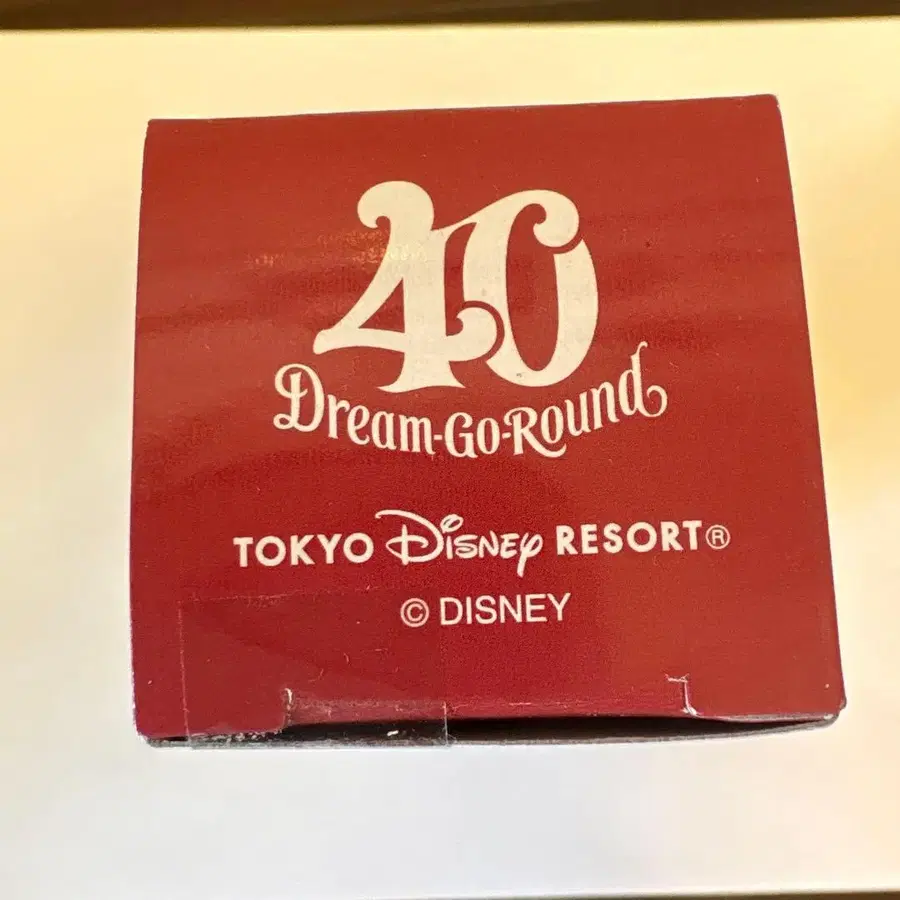 40
Dream-Go-Round
TOKYO Disney RESORT®
© DISNEY